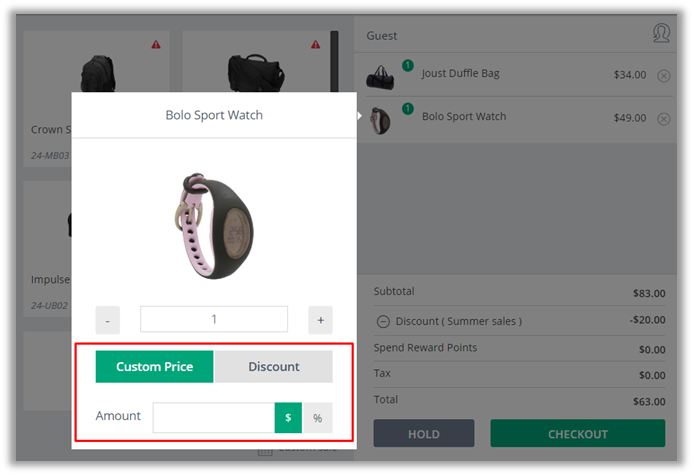 Guest
1
Joust Duffle Bag
$34.00
Crown S
24-MB03
1
Bolo Sport Watch
$49.00
Impulse
24-UB02
Bolo Sport Watch
-
1
+
Custom Price
Discount
Amount
$
%
Subtotal
$83.00
Discount ( Summer sales )
-$20.00
Spend Reward Points
$0.00
Tax
$0.00
Total
$63.00
HOLD
CHECKOUT